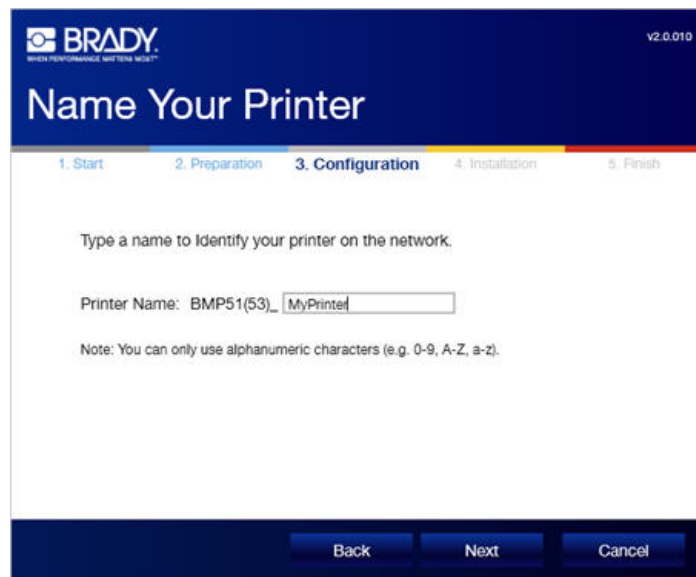 BRADY.
WHEN PERFORMANCE MATTERS MOST™
v2.0.010
Name Your Printer
1. Start 2. Preparation 3. Configuration 4. Installation 5. Finish
Type a name to Identify your printer on the network.
Printer Name: BMP51(53)_ MyPrinter
Note: You can only use alphanumeric characters (e.g. 0-9, A-Z, a-z).
Back Next Cancel